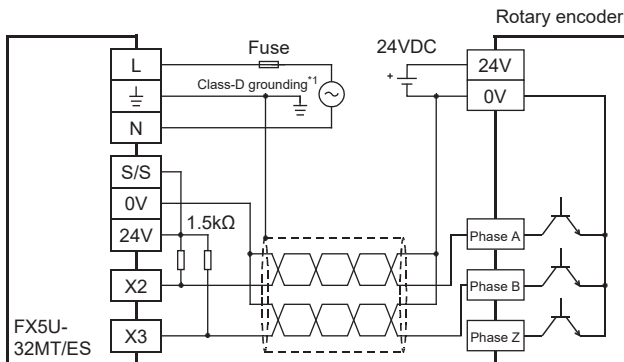 Rotary encoder
Fuse
24VDC
L
Class-D grounding*1
+
24V
0V
N
S/S
0V
24V
1.5kΩ
Phase A
X2
Phase B
X3
Phase Z
FX5U-
32MT/ES